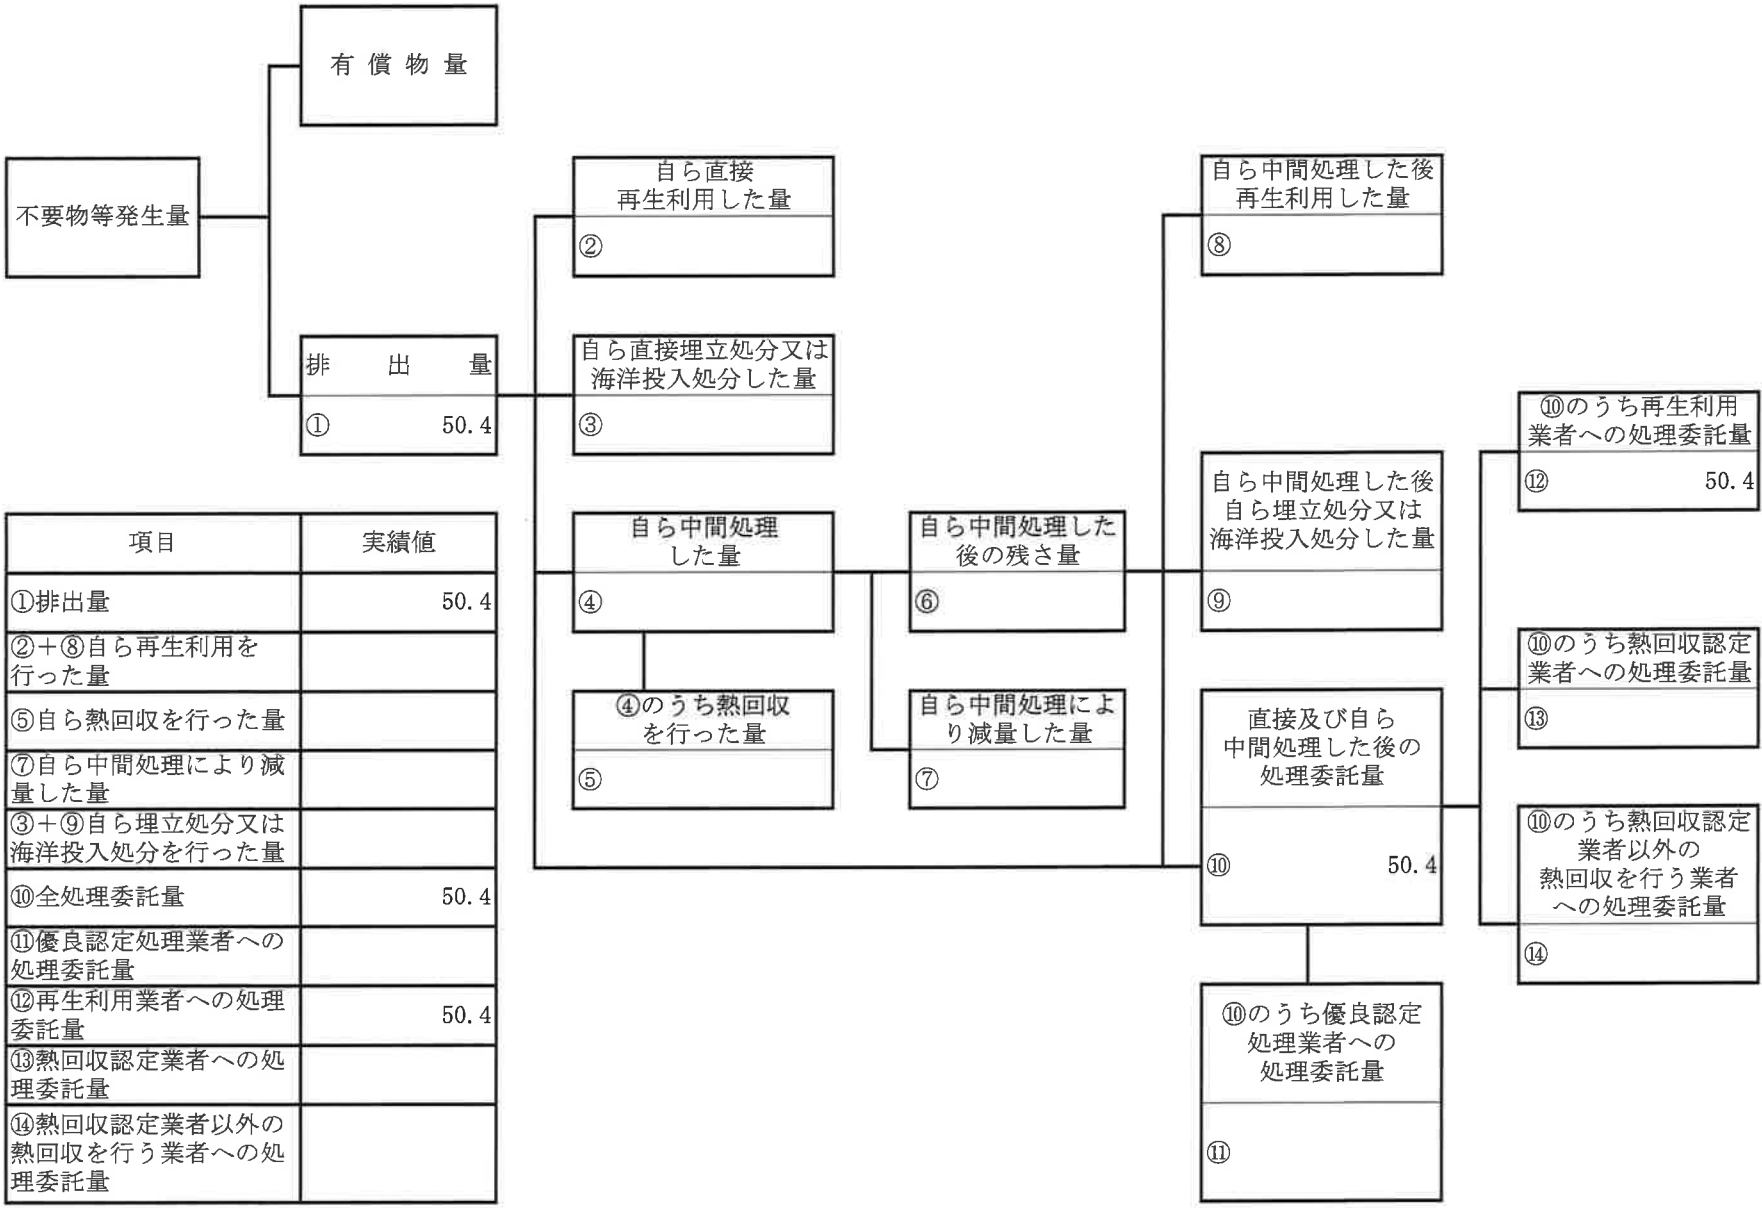 有償物量
不要物等発生量
排出量
① 50.4
自ら直接
再生利用した量
②
自ら直接埋立処分又は
海洋投入処分した量
③
自ら中間処理
した量
④
④のうち熱回収
を行った量
⑤
自ら中間処理した
後の残さ量
⑥
自ら中間処理によ
り減量した量
⑦
自ら中間処理した後
再生利用した量
⑧
自ら中間処理した後
自ら埋立処分又は
海洋投入処分した量
⑨
直接及び自ら
中間処理した後の
処理委託量
⑩ 50.4
⑩のうち優良認定
処理業者への
処理委託量
⑪
⑩のうち再生利用
業者への処理委託量
⑫ 50.4
⑩のうち熱回収認定
業者への処理委託量
⑬
⑩のうち熱回収認定
業者以外の
熱回収を行う業者
への処理委託量
⑭
項目 実績値
①排出量 50.4
②+⑧自ら再生利用を
行った量
⑤自ら熱回収を行った量
⑦自ら中間処理により減
量した量
③+⑨自ら埋立処分又は
海洋投入処分を行った量
⑩全処理委託量 50.4
⑪優良認定処理業者への
処理委託量
⑫再生利用業者への処理
委託量 50.4
⑬熱回収認定業者への処
理委託量
⑭熱回収認定業者以外の
熱回収を行う業者への処
理委託量